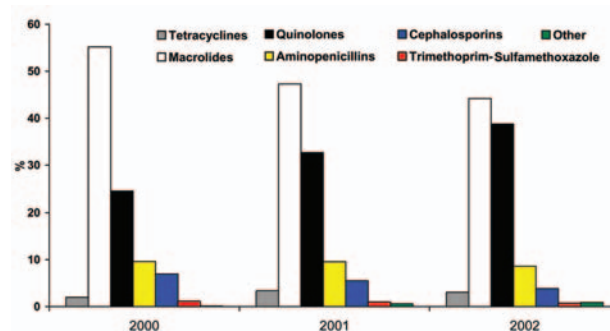 60
50
40
30
20
10
0
%
Tetracyclines Quinolones Cephalosporins Other
Macrolides Aminopenicillins Trimethoprim-Sulfamethoxazole
2000 2001 2002